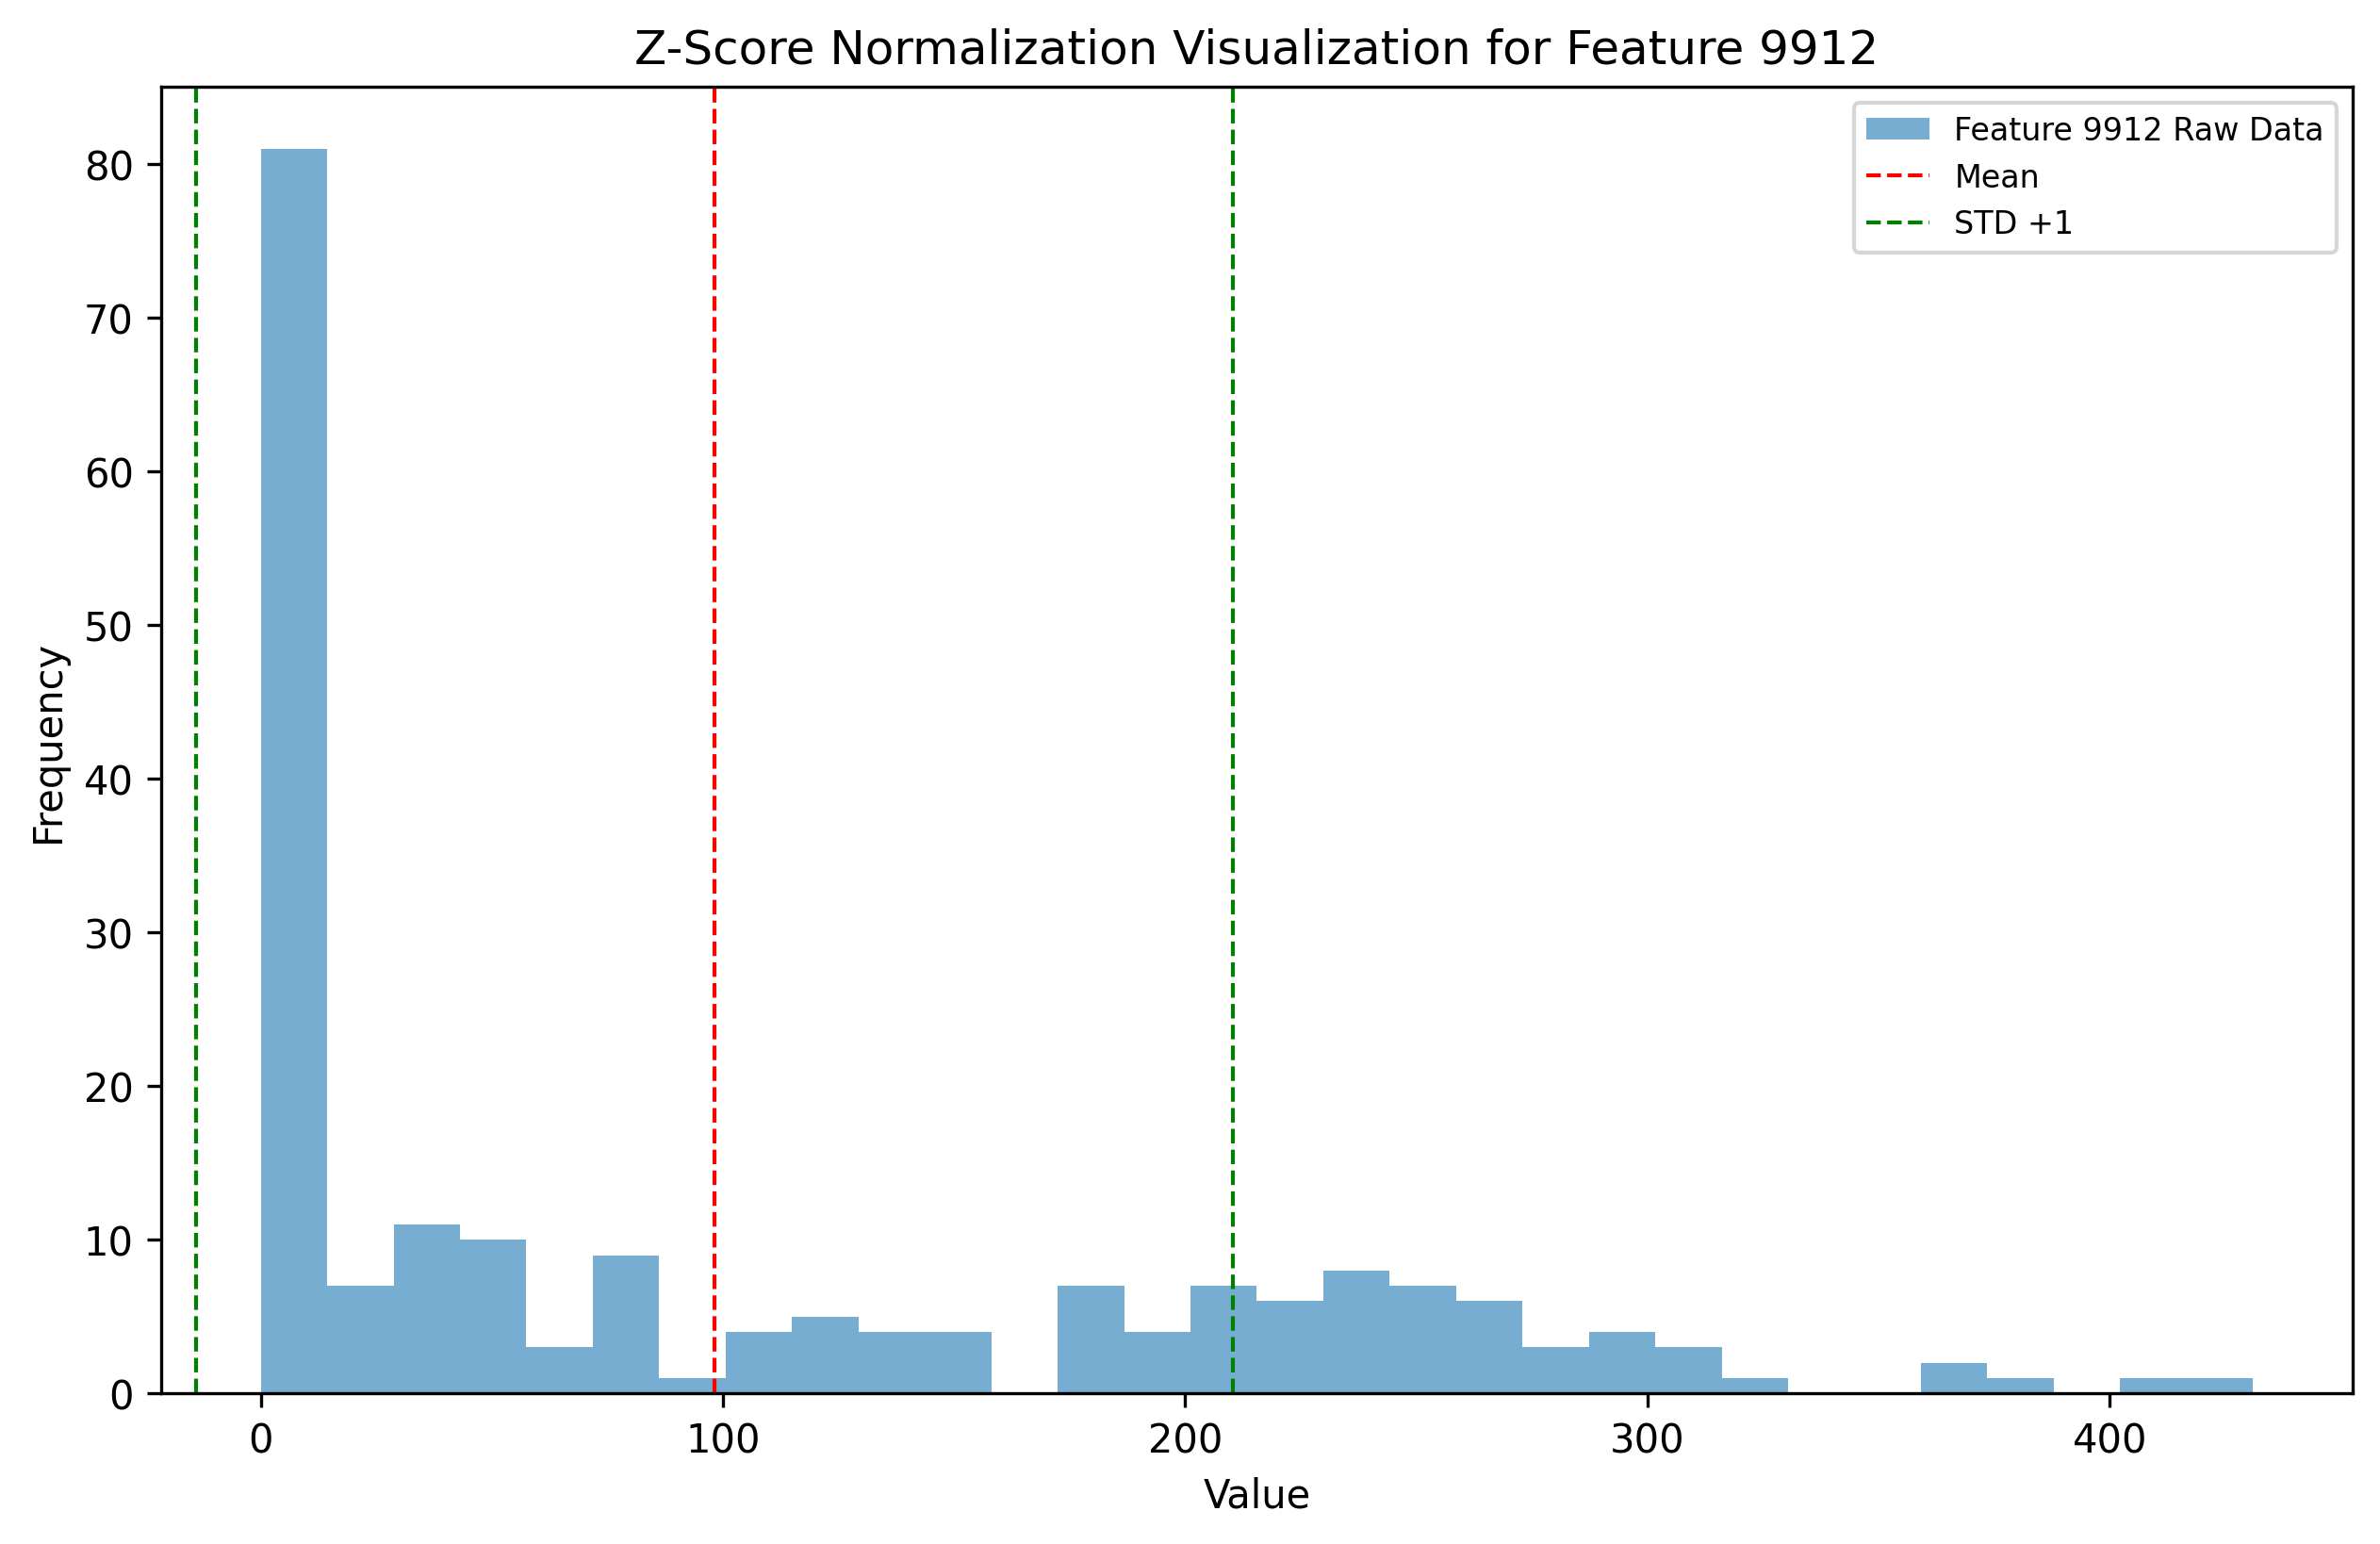 Z-Score Normalization Visualization for Feature 9912
Feature 9912 Raw Data
Mean
STD +1
80
70
60
50
40
30
20
10
0
Frequency
0 100 200 300 400
Value